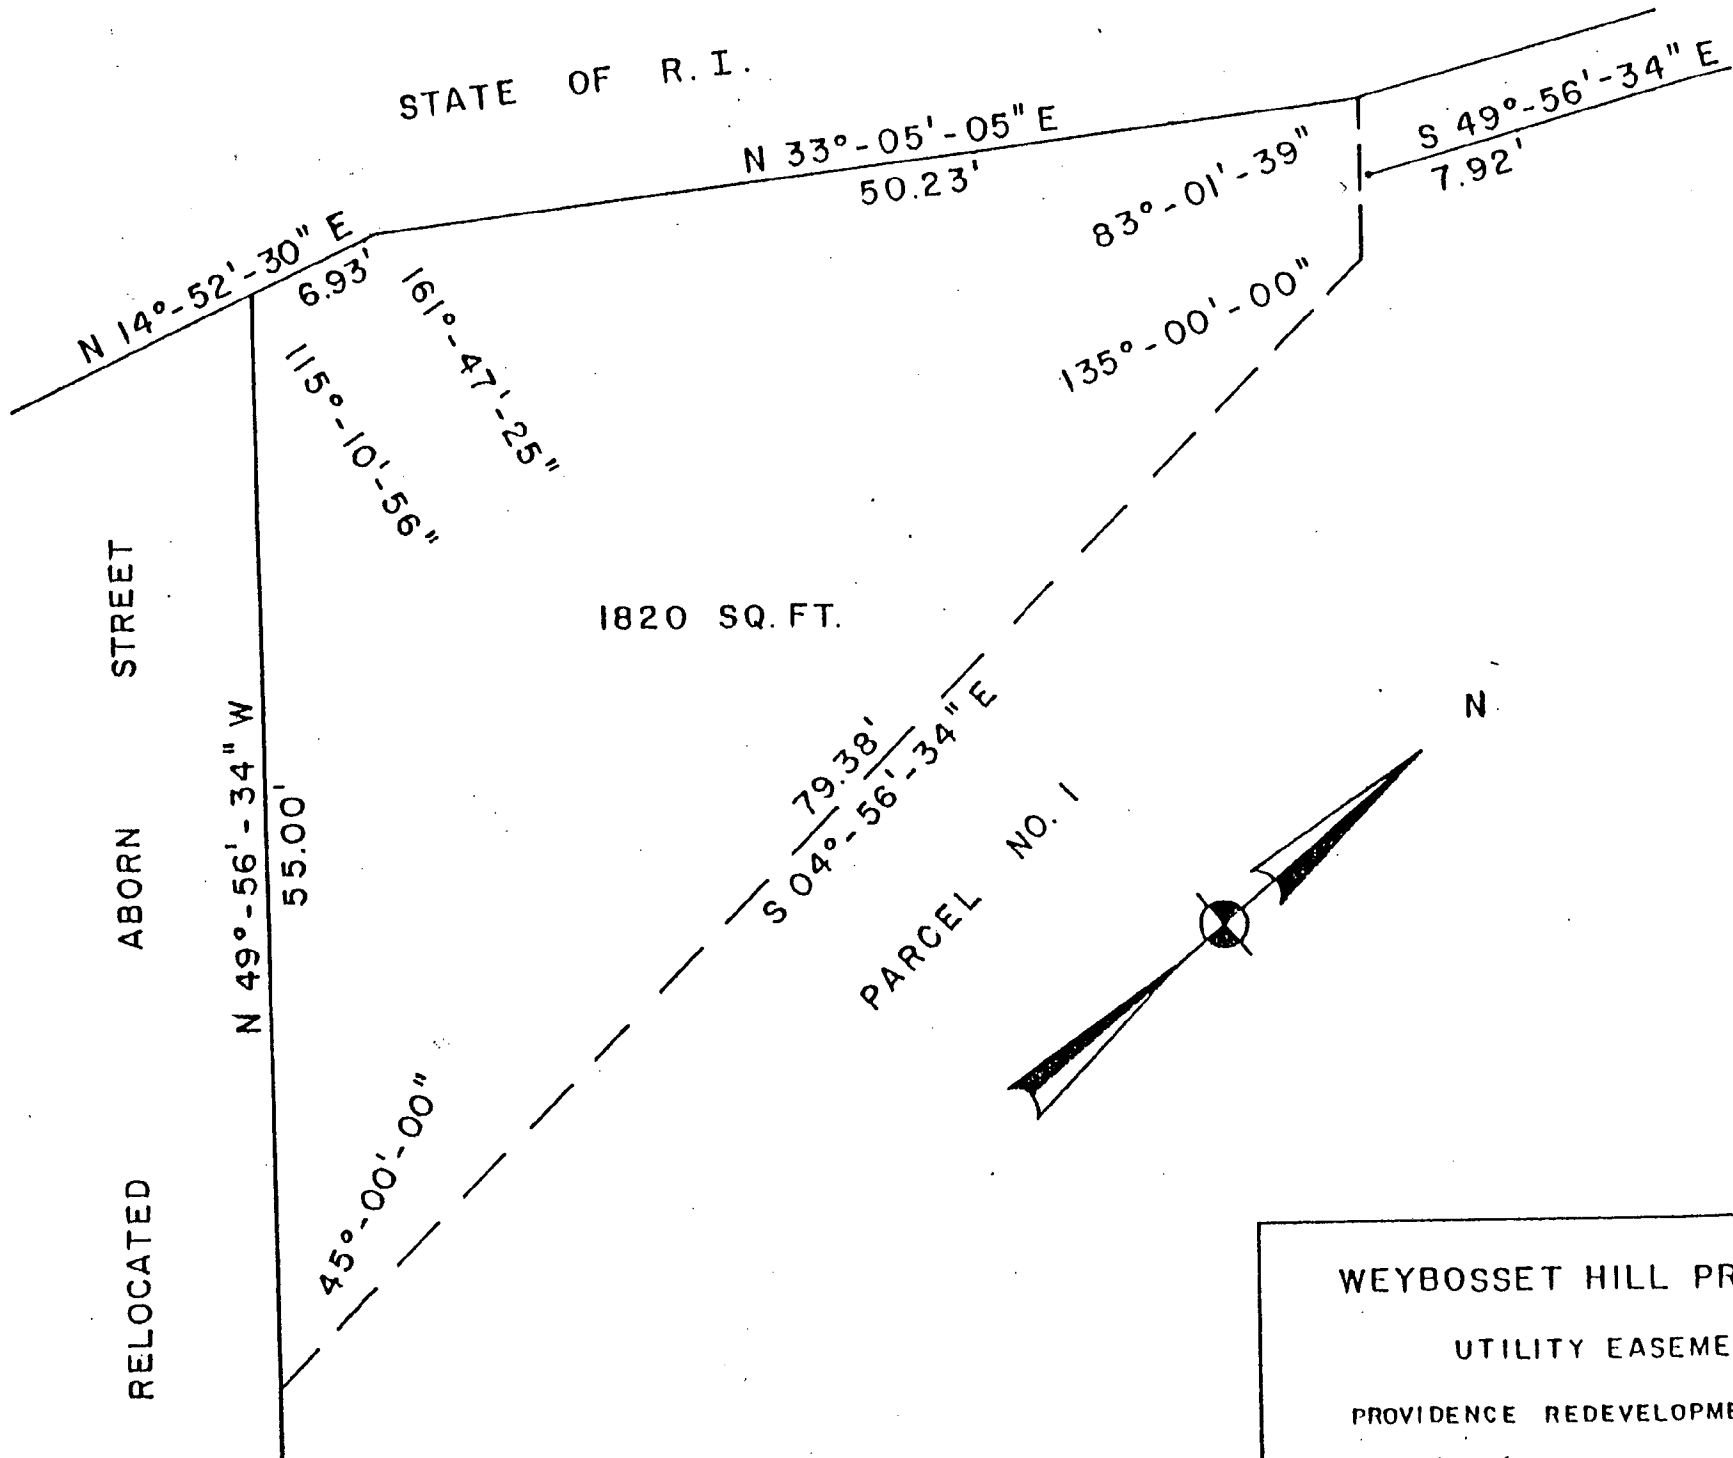 STATE OF R. I.
N 33°-05'-05" E
50.23'
S 49°-56'-34" E
7.92'
83°-01'-39"
N 14°-52'-30" E
6.93'
161°-47'-25"
115°-10'-56"
135°-00'-00"
1820 SQ. FT.
RELOCATED ABORN STREET
N 49°-56'-34" W
55.00'
79.38'
S 04°-56'-34" E
PARCEL NO. 1
N
45°-00'-00"
WEYBOSSET HILL PR
UTILITY EASEME
PROVIDENCE REDEVELOPME